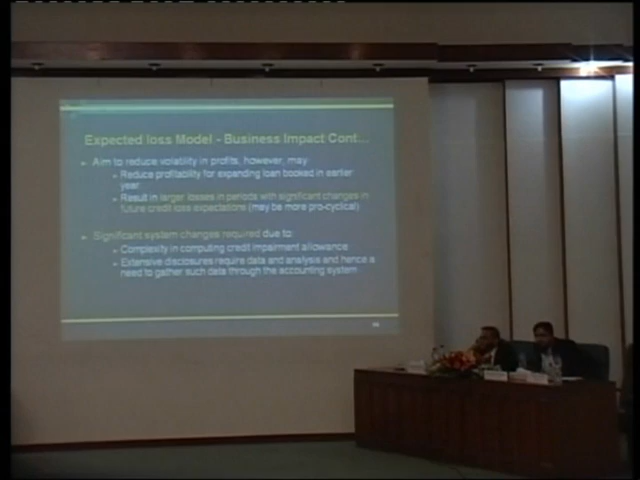 Expected loss Model - Business Impact Cont...
Aim to reduce volatility in profits, however, may:
Reduce profitability for expanding loan booked in earlier
year
Result in larger losses in periods with significant changes in
future credit loss expectations (may be more pro-cyclical)
Significant system changes required due to:
Complexity in computing credit impairment allowance
Extensive disclosures require data and analysis and hence a
need to gather such data through the accounting system